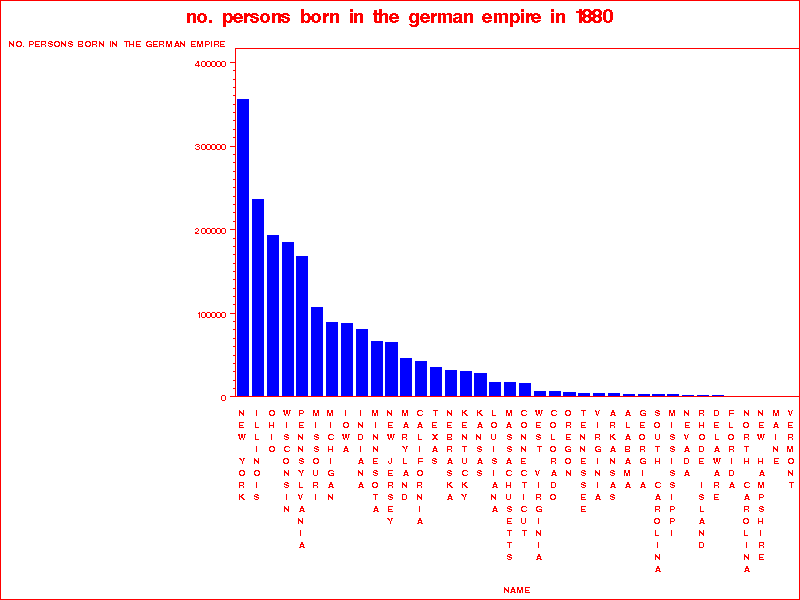 no. persons born in the german empire in 1880
NO. PERSONS BORN IN THE GERMAN EMPIRE
400000
300000
200000
100000
0
NEW YORK
ILLINOIS
OHIO
WISCONSIN
PENNSYLVANIA
MISSOURI
MICHIGAN
IOWA
INDIANA
MINNESOTA
NEW JERSEY
MARYLAND
CALIFORNIA
TEXAS
NEBRASKA
KENTUCKY
KANSAS
LOUISIANA
MASSACHUSETTS
CONNECTICUT
WEST VIRGINIA
COLORADO
OREGON
TENNESSEE
VIRGINIA
ARKANSAS
ALABAMA
GEORGIA
SOUTH CAROLINA
MISSISSIPPI
NEVADA
RHODE ISLAND
DELAWARE
FLORIDA
NORTH CAROLINA
NEW HAMPSHIRE
MAINE
VERMONT
NAME